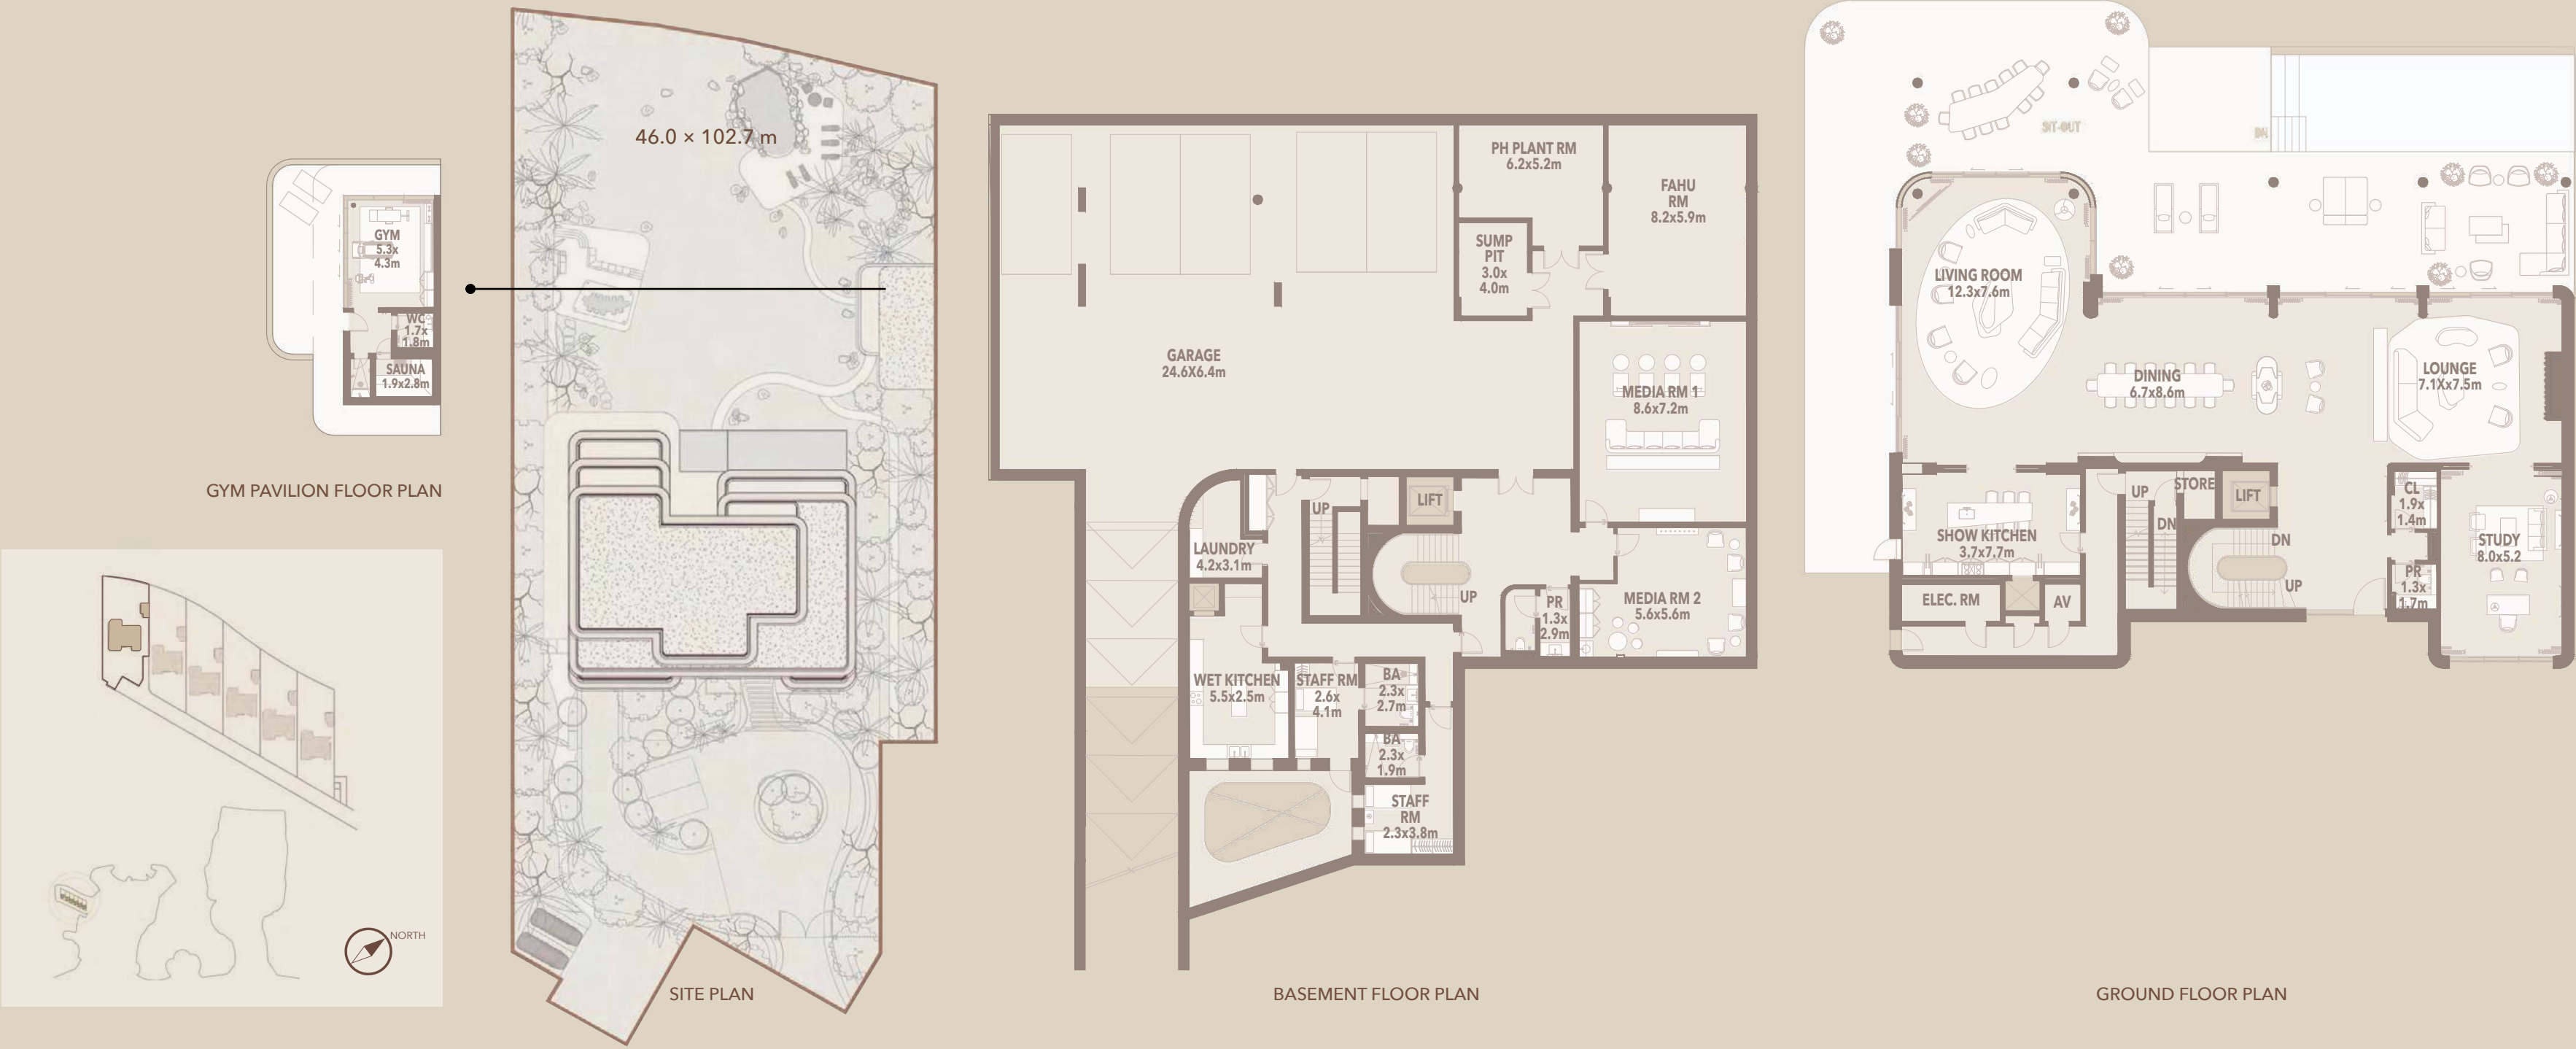 GYM
5.3x
4.3m
WC
1.7x
1.8m
SAUNA
1.9x2.8m
GYM PAVILION FLOOR PLAN
NORTH
46.0 × 102.7 m
SITE PLAN
PH PLANT RM
6.2x5.2m
FAHU
RM
8.2x5.9m
SUMP
PIT
3.0x
4.0m
GARAGE
24.6X6.4m
MEDIA RM 1
8.6x7.2m
UP
LIFT
LAUNDRY
4.2x3.1m
UP
PR
1.3x
2.9m
MEDIA RM 2
5.6x5.6m
WET KITCHEN
5.5x2.5m
STAFF RM
2.6x
4.1m
BA
2.3x
2.7m
BA
2.3x
1.9m
STAFF
RM
2.3x3.8m
BASEMENT FLOOR PLAN
SIT-OUT
DN
LIVING ROOM
12.3x7.6m
DINING
6.7x8.6m
LOUNGE
7.1Xx7.5m
UP
STORE
LIFT
DN
CL
1.9x
1.4m
SHOW KITCHEN
3.7x7.7m
DN
UP
STUDY
8.0x5.2
PR
1.3x
1.7m
ELEC. RM
AV
GROUND FLOOR PLAN